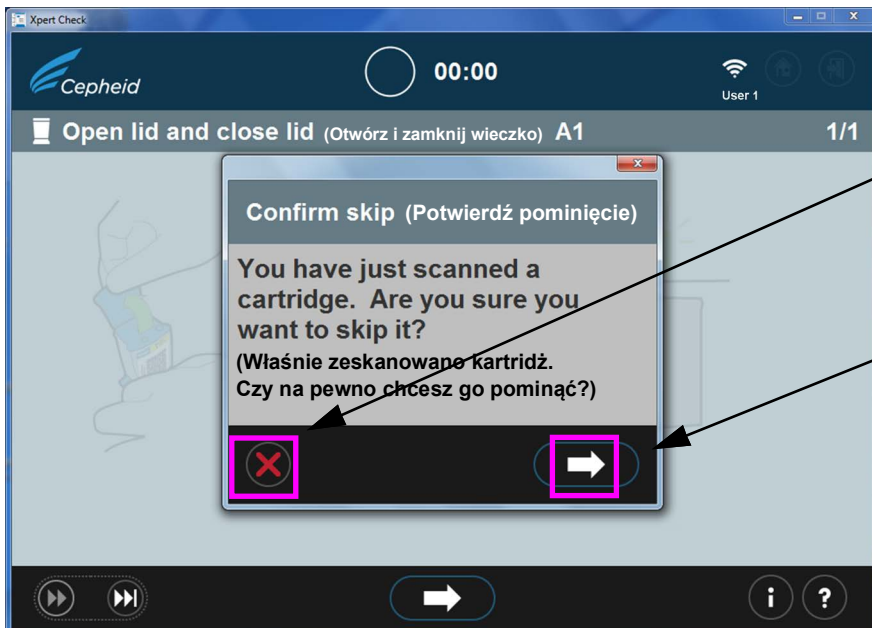 Xpert Check
Cepheid
00:00
User 1
Open lid and close lid (Otwórz i zamknij wieczko) A1 1/1
Confirm skip (Potwierdź pominięcie)
You have just scanned a
cartridge. Are you sure you
want to skip it?
(Właśnie zeskanowano kartridż.
Czy na pewno chcesz go pominąć?)
i ?